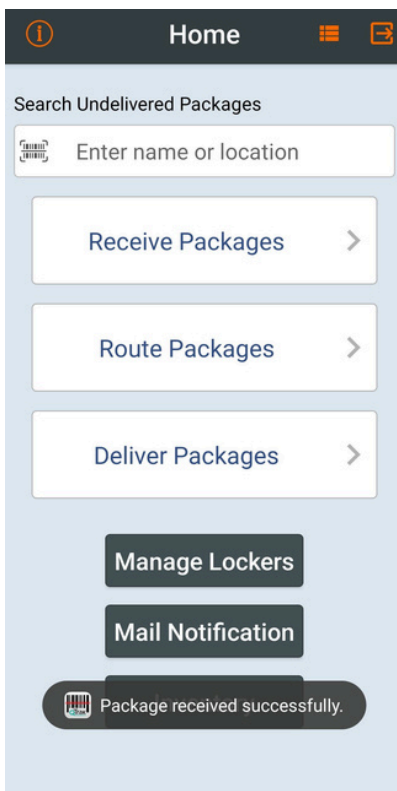 Home
Search Undelivered Packages
Enter name or location
Receive Packages
Route Packages
Deliver Packages
Manage Lockers
Mail Notification
Package received successfully.